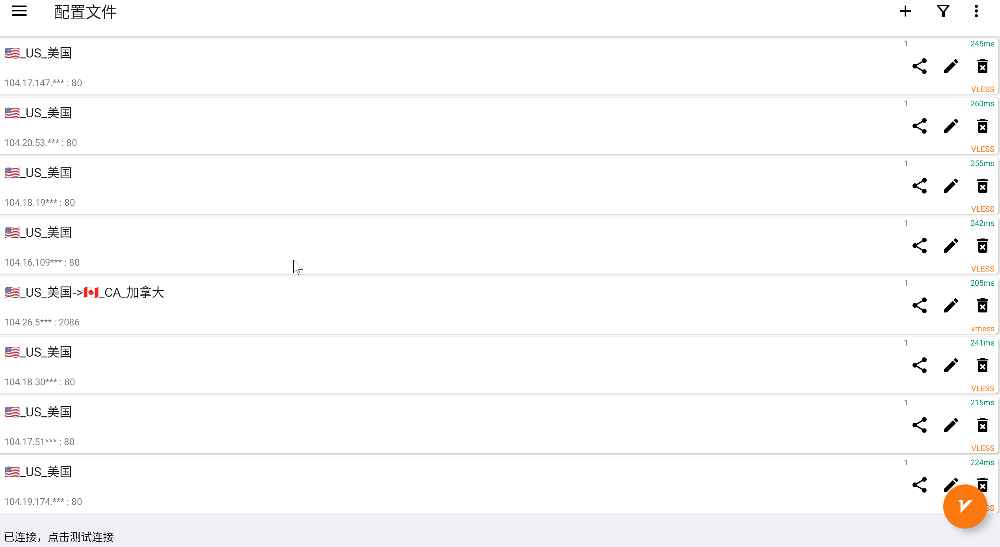 配置文件
🇺🇸_US_美国
1
245ms
104.17.147.*** : 80
VLESS
🇺🇸_US_美国
1
260ms
104.20.53.*** : 80
VLESS
🇺🇸_US_美国
1
255ms
104.18.19*** : 80
VLESS
🇺🇸_US_美国
1
242ms
104.16.109*** : 80
VLESS
🇺🇸_US_美国->🇨🇦_CA_加拿大
1
205ms
104.26.5*** : 2086
vmess
🇺🇸_US_美国
1
241ms
104.18.30*** : 80
VLESS
🇺🇸_US_美国
1
215ms
104.17.51*** : 80
VLESS
🇺🇸_US_美国
1
224ms
104.19.174.*** : 80
已连接，点击测试连接